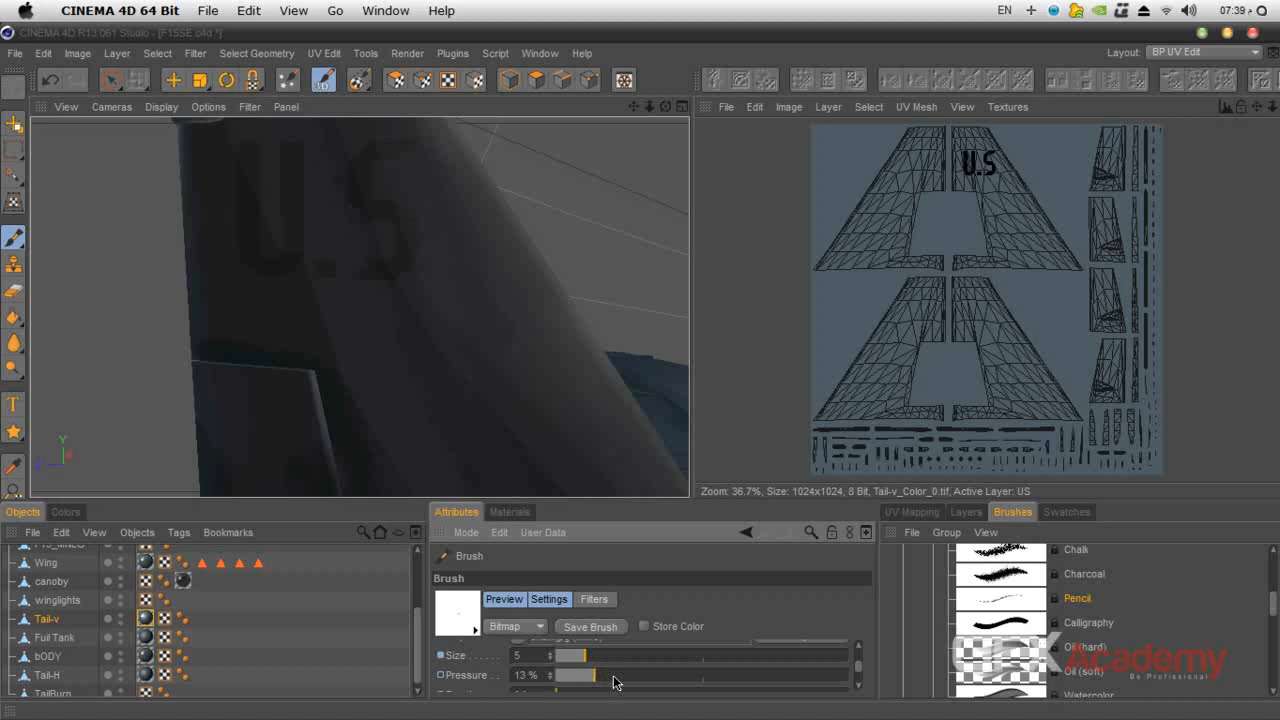 CINEMA 4D 64 Bit File Edit View Go Window Help EN 07:39 م
CINEMA 4D R13.061 Studio - [F15SE.c4d *]
File Edit Image Layer Select Filter Select Geometry UV Edit Tools Render Plugins Script Window Help Layout: BP UV Edit
3D
View Cameras Display Options Filter Panel
File Edit Image Layer Select UV Mesh View Textures
U.S
U.S
Y
Zoom: 36.7%, Size: 1024x1024, 8 Bit, Tail-v_Color_0.tif, Active Layer: US
Objects Colors
File Edit View Objects Tags Bookmarks
Wing
canoby
winglights
Tail-v
Fuil Tank
bODY
Tail-H
TailBurn
Attributes Materials
Mode Edit User Data
Brush
Brush
Preview Settings Filters
Bitmap Save Brush Store Color
Size 5
Pressure 13 %
UV Mapping Layers Brushes Swatches
File Group View
Chalk
Charcoal
Pencil
Calligraphy
Oil (hard)
Oil (soft)
Watercolor
Academy
Be Profissional